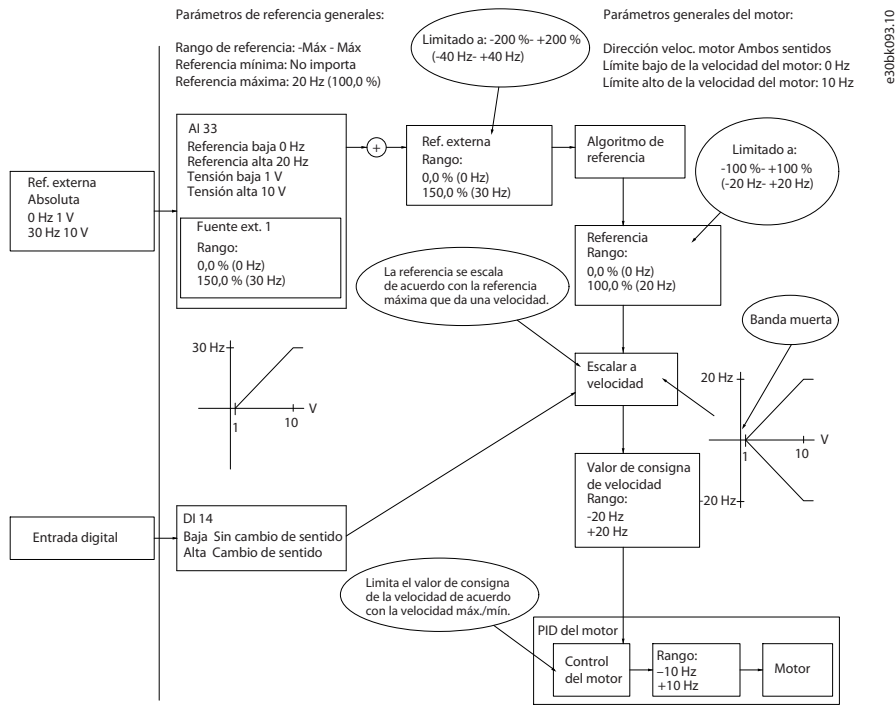 Parámetros de referencia generales:
Rango de referencia: -Máx - Máx
Referencia mínima: No importa
Referencia máxima: 20 Hz (100,0 %)
Limitado a: -200 %- +200 %
(-40 Hz- +40 Hz)
Parámetros generales del motor:
Dirección veloc. motor Ambos sentidos
Límite bajo de la velocidad del motor: 0 Hz
Límite alto de la velocidad del motor: 10 Hz
e30bk093.10
Ref. externa
Absoluta
0 Hz 1 V
30 Hz 10 V
AI 33
Referencia baja 0 Hz
Referencia alta 20 Hz
Tensión baja 1 V
Tensión alta 10 V
Fuente ext. 1
Rango:
0,0 % (0 Hz)
150,0 % (30 Hz)
+
Ref. externa
Rango:
0,0 % (0 Hz)
150,0 % (30 Hz)
Algoritmo de
referencia
Limitado a:
-100 %- +100 %
(-20 Hz- +20 Hz)
Referencia
Rango:
0,0 % (0 Hz)
100,0 % (20 Hz)
La referencia se escala
de acuerdo con la referencia
máxima que da una velocidad.
Banda muerta
30 Hz
1
10
V
Escalar a
velocidad
20 Hz
1
10
V
-20 Hz
Valor de consigna
de velocidad
Rango:
-20 Hz
+20 Hz
Entrada digital
DI 14
Baja Sin cambio de sentido
Alta Cambio de sentido
Limita el valor de consigna
de la velocidad de acuerdo
con la velocidad máx./mín.
PID del motor
Control
del motor
Rango:
–10 Hz
+10 Hz
Motor